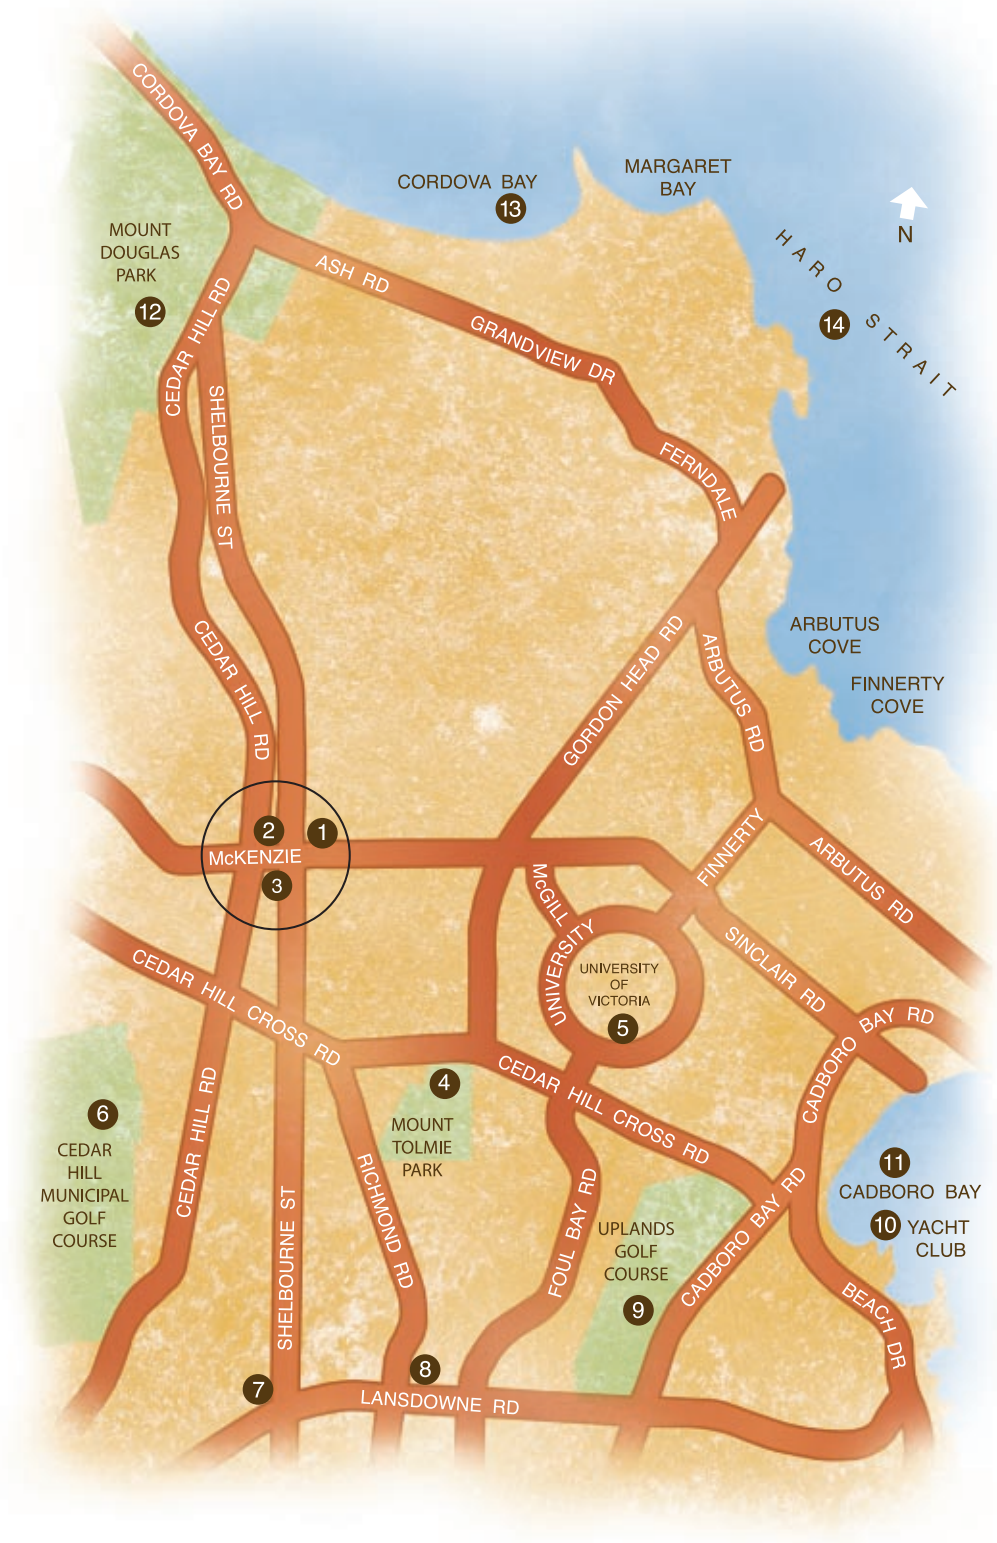 CORDOVA BAY RD
CORDOVA BAY
13
MARGARET
BAY
N
HARO STRAIT
14
MOUNT
DOUGLAS
PARK
12
ASH RD
CEDAR HILL RD
GRANDVIEW DR
SHELBOURNE ST
FERNDALE
ARBUTUS
COVE
FINNERTY
COVE
CEDAR HILL RD
GORDON HEAD RD
ARBUTUS RD
2
1
McKENZIE
3
FINNERTY
ARBUTUS RD
McGILL
UNIVERSITY
UNIVERSITY
OF
VICTORIA
5
SINCLAIR RD
CEDAR HILL CROSS RD
CADBORO BAY RD
4
MOUNT
TOLMIE
PARK
CEDAR HILL CROSS RD
6
CEDAR
HILL
MUNICIPAL
GOLF
COURSE
CEDAR HILL RD
RICHMOND RD
11
CADBORO BAY
10 YACHT
CLUB
SHELBOURNE ST
FOUL BAY RD
UPLANDS
GOLF
COURSE
9
CADBORO BAY RD
BEACH DR
7
8
LANSDOWNE RD